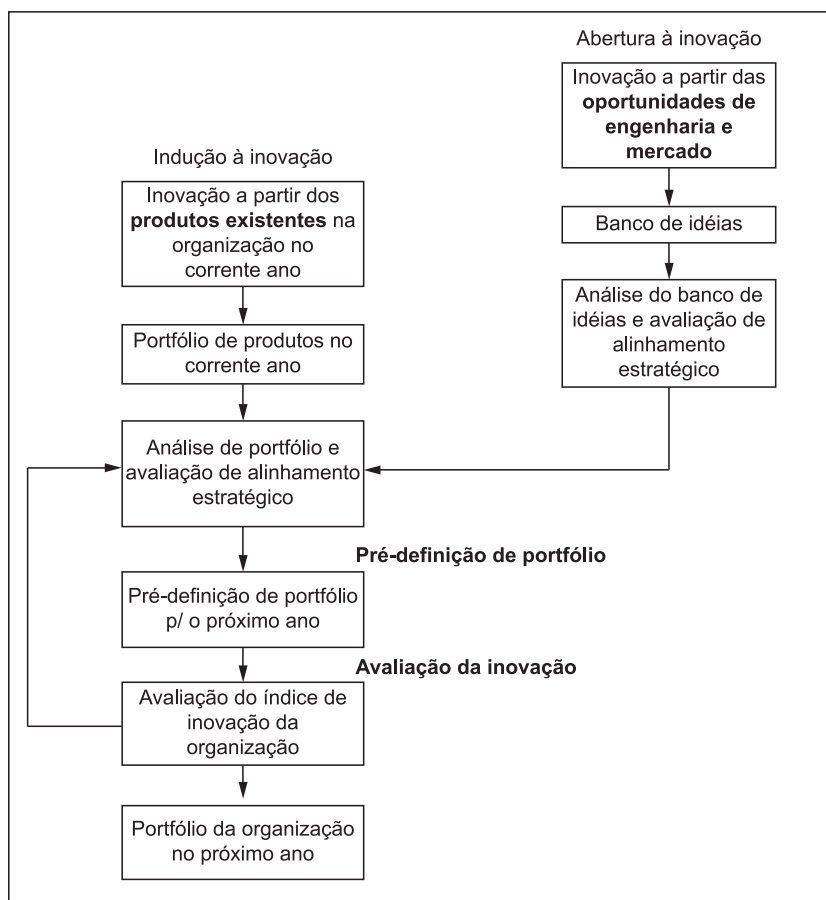 Abertura à inovação
Inovação a partir das
oportunidades de
engenharia e
mercado
Banco de idéias
Análise do banco de
idéias e avaliação de
alinhamento
estratégico
Indução à inovação
Inovação a partir dos
produtos existentes na
organização no
corrente ano
Portfólio de produtos no
corrente ano
Análise de portfólio e
avaliação de alinhamento
estratégico
Pré-definição de portfólio
Pré-definição de portfólio
p/ o próximo ano
Avaliação da inovação
Avaliação do índice de
inovação da
organização
Portfólio da organização
no próximo ano